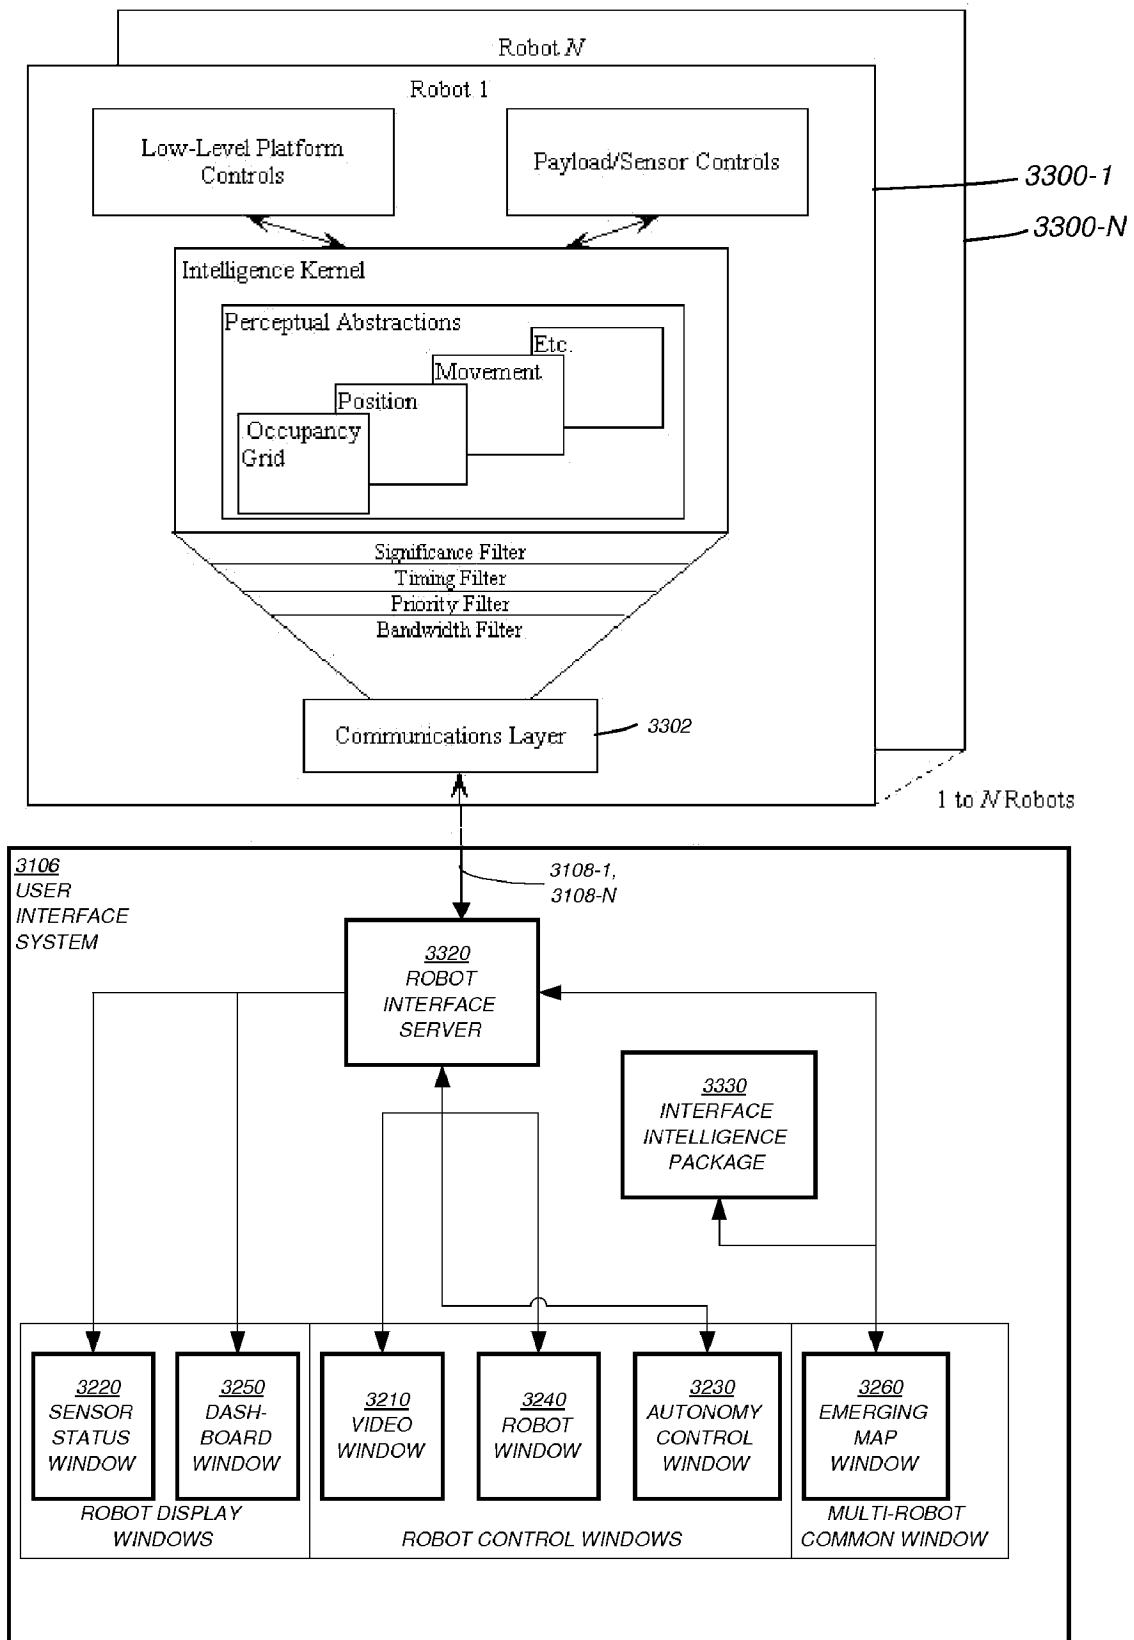 Robot N
Robot 1
Low-Level Platform
Controls
Payload/Sensor Controls
3300-1
3300-N
Intelligence Kernel
Perceptual Abstractions
Etc.
Movement
Position
Occupancy
Grid
Significance Filter
Timing Filter
Priority Filter
Bandwidth Filter
Communications Layer
3302
1 to N Robots
3106
USER
INTERFACE
SYSTEM
3108-1,
3108-N
3320
ROBOT
INTERFACE
SERVER
3330
INTERFACE
INTELLIGENCE
PACKAGE
3220
SENSOR
STATUS
WINDOW
3250
DASH-
BOARD
WINDOW
3210
VIDEO
WINDOW
3240
ROBOT
WINDOW
3230
AUTONOMY
CONTROL
WINDOW
3260
EMERGING
MAP
WINDOW
ROBOT DISPLAY
WINDOWS
ROBOT CONTROL WINDOWS
MULTI-ROBOT
COMMON WINDOW